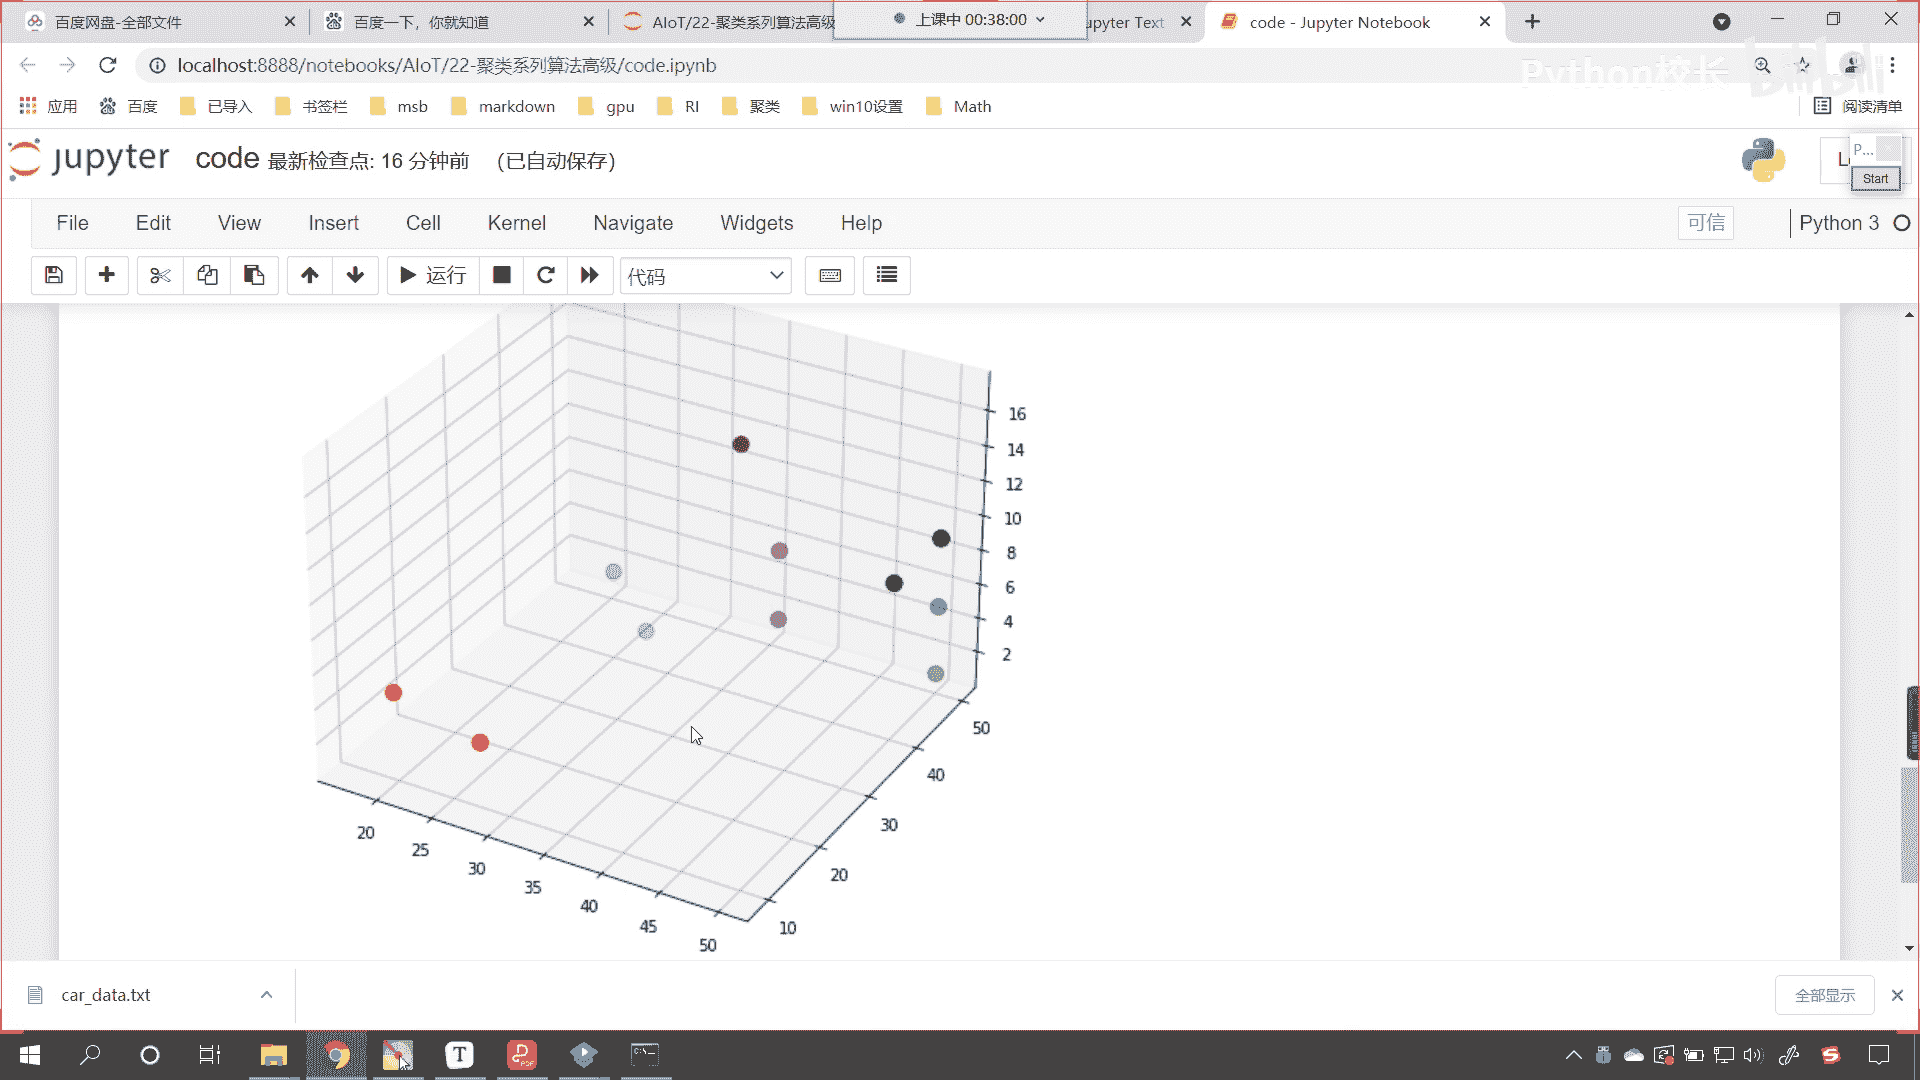 百度网盘-全部文件
百度一下，你就知道
AIoT/22-聚类系列算法高级
上课中 00:38:00
upyter Text
code - Jupyter Notebook
localhost:8888/notebooks/AIoT/22-聚类系列算法高级/code.ipynb
Python校长
bilibili
应用 百度 已导入 书签栏 msb markdown gpu RI 聚类 win10设置 Math 阅读清单
jupyter code 最新检查点: 16 分钟前 (已自动保存)
P...
Start
File Edit View Insert Cell Kernel Navigate Widgets Help 可信 Python 3
运行 代码
16
14
12
10
8
6
4
2
50
40
30
20
10
20
25
30
35
40
45
50
car_data.txt 全部显示